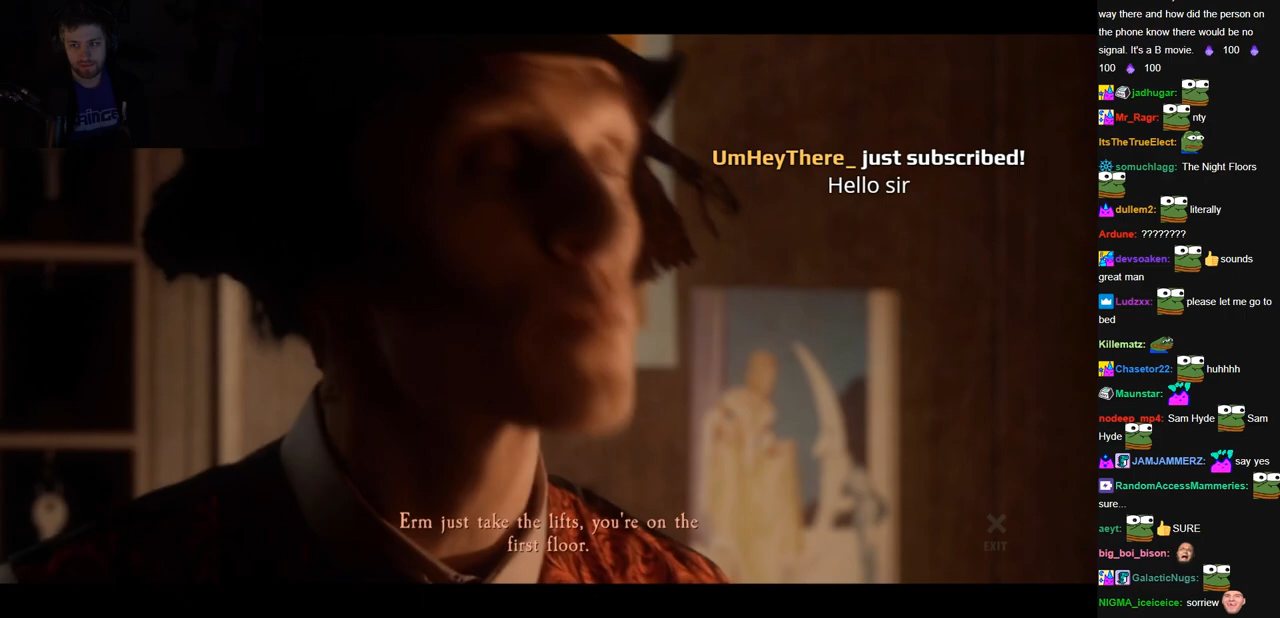 way there and how did the person on
the phone know there would be no
signal. It's a B movie. 100
100 100
jadhugar:
Mr_Ragr: nty
ItsTheTrueElect:
somuchlagg: The Night Floors
dullem2: literally
Ardune: ????????
devsoaken: sounds
great man
Ludzxx: please let me go to
bed
Killematz:
Chasetor22: huhhhh
Maunstar:
nodeep_mp4: Sam Hyde Sam
Hyde
JAMJAMMERZ: say yes
RandomAccessMammeries:
sure...
aeyt: SURE
big_boi_bison:
GalacticNugs:
NIGMA_iceiceice: sorriew
UmHeyThere_ just subscribed!
Hello sir
Erm just take the lifts, you're on the
first floor.
EXIT